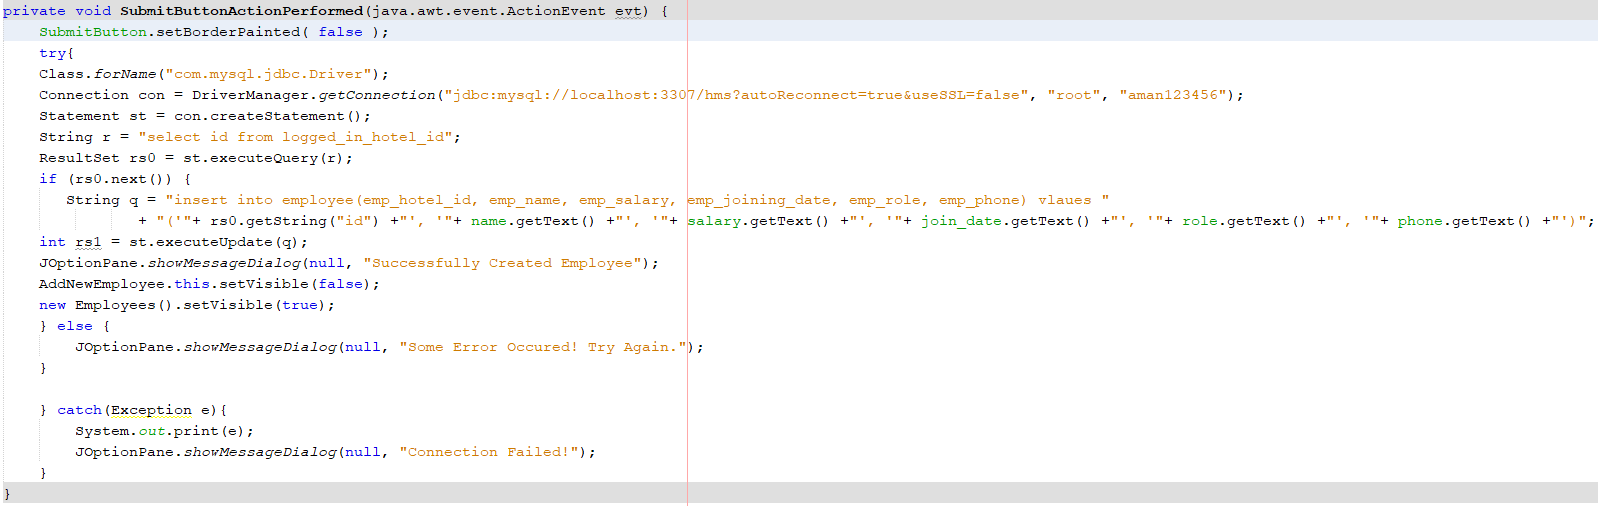 private void SubmitButtonActionPerformed(java.awt.event.ActionEvent evt) {
SubmitButton.setBorderPainted( false );
try{
Class.forName("com.mysql.jdbc.Driver");
Connection con = DriverManager.getConnection("jdbc:mysql://localhost:3307/hms?autoReconnect=true&useSSL=false", "root", "aman123456");
Statement st = con.createStatement();
String r = "select id from logged_in_hotel_id";
ResultSet rs0 = st.executeQuery(r);
if (rs0.next()) {
String q = "insert into employee(emp_hotel_id, emp_name, emp_salary, emp_joining_date, emp_role, emp_phone) vlaues "
+ "('"+ rs0.getString("id") +"', '"+ name.getText() +"', '"+ salary.getText() +"', '"+ join_date.getText() +"', '"+ role.getText() +"', '"+ phone.getText() +"')";
int rs1 = st.executeUpdate(q);
JOptionPane.showMessageDialog(null, "Successfully Created Employee");
AddNewEmployee.this.setVisible(false);
new Employees().setVisible(true);
} else {
JOptionPane.showMessageDialog(null, "Some Error Occured! Try Again.");
}
} catch(Exception e){
System.out.print(e);
JOptionPane.showMessageDialog(null, "Connection Failed!");
}
}